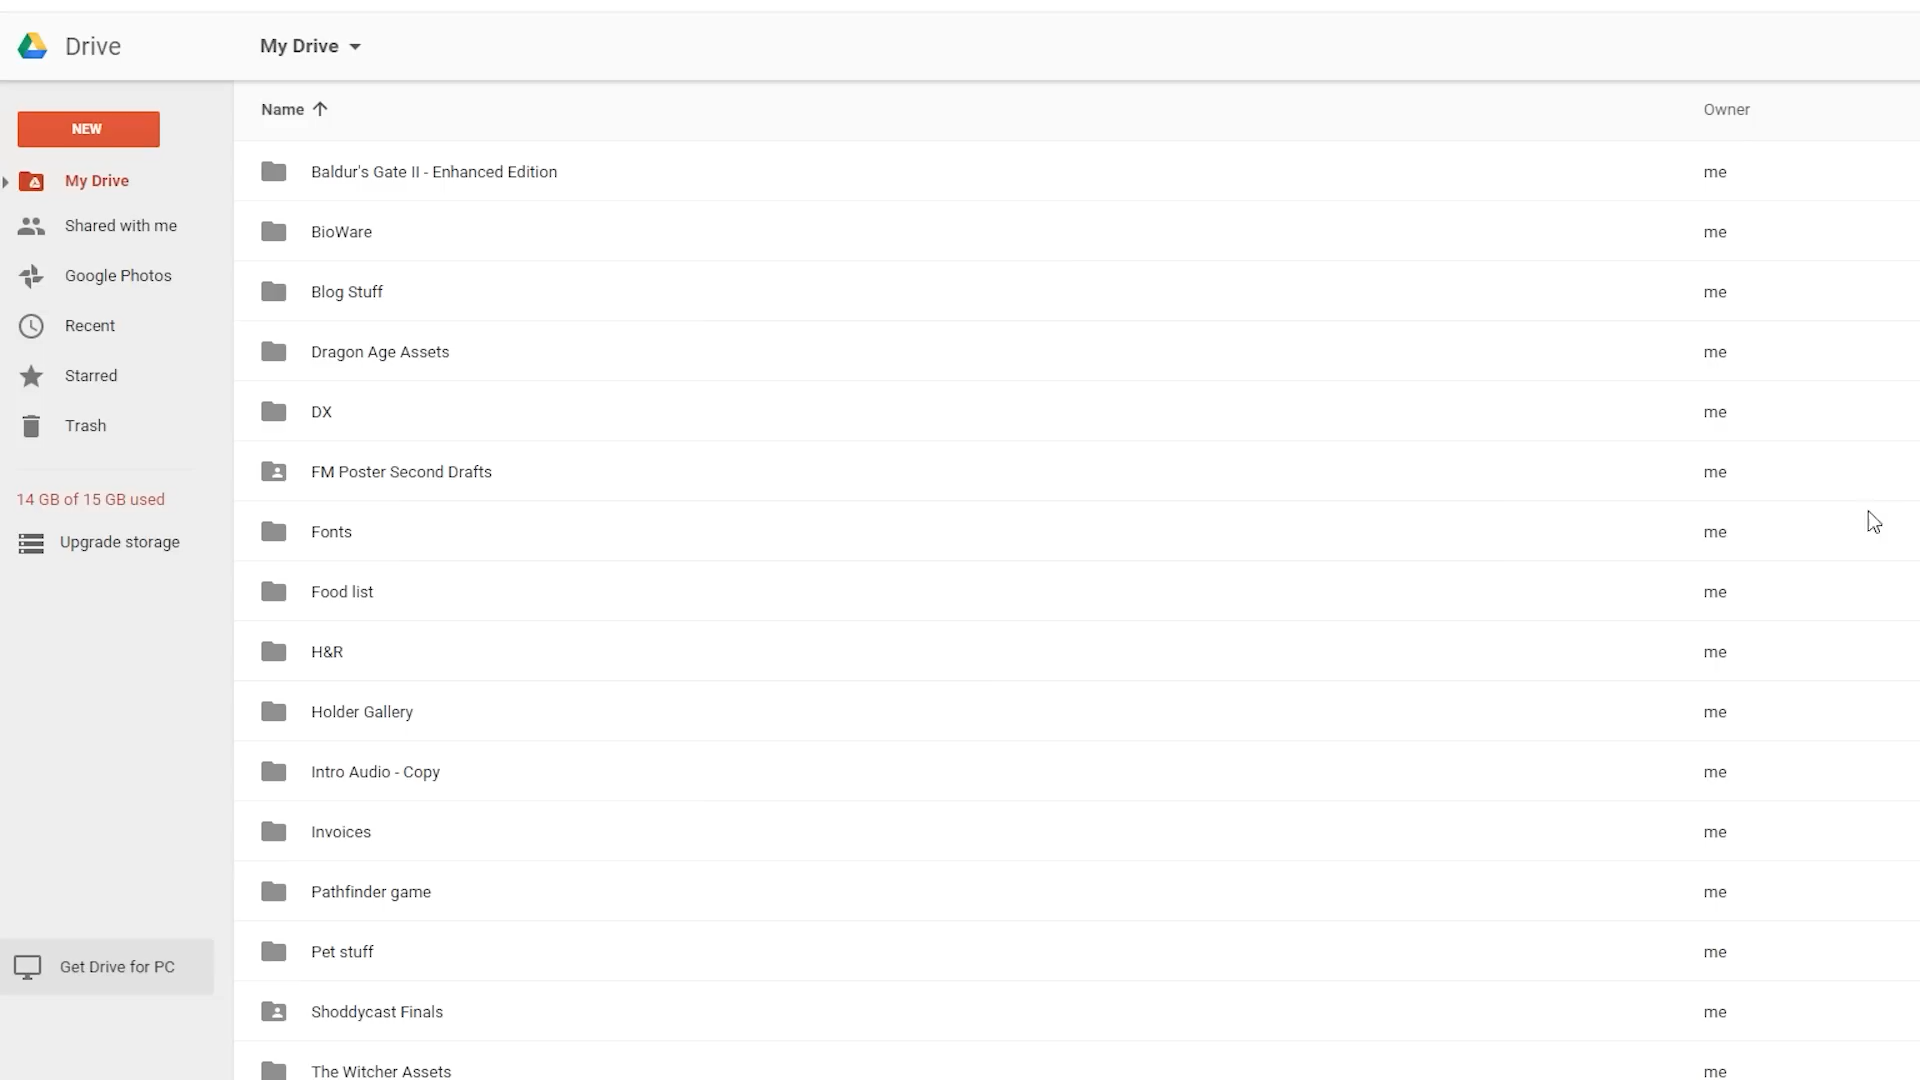 Drive
My Drive
NEW
My Drive
Shared with me
Google Photos
Recent
Starred
Trash
14 GB of 15 GB used
Upgrade storage
Get Drive for PC
Name Owner
Baldur's Gate II - Enhanced Edition me
BioWare me
Blog Stuff me
Dragon Age Assets me
DX me
FM Poster Second Drafts me
Fonts me
Food list me
H&R me
Holder Gallery me
Intro Audio - Copy me
Invoices me
Pathfinder game me
Pet stuff me
Shoddycast Finals me
The Witcher Assets me